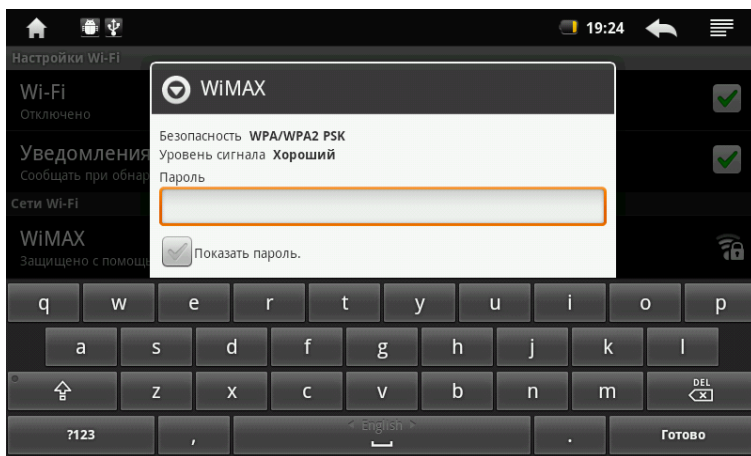 19:24
Настройки Wi-Fi
Wi-Fi
Отключено
Уведомления
Сообщать при обнар
Сети Wi-Fi
WiMAX
Защищено с помощь
WiMAX
Безопасность WPA/WPA2 PSK
Уровень сигнала Хороший
Пароль
Показать пароль.
q w e r t y u i o p
a s d f g h j k l
z x c v b n m DEL
?123 , English . Готово